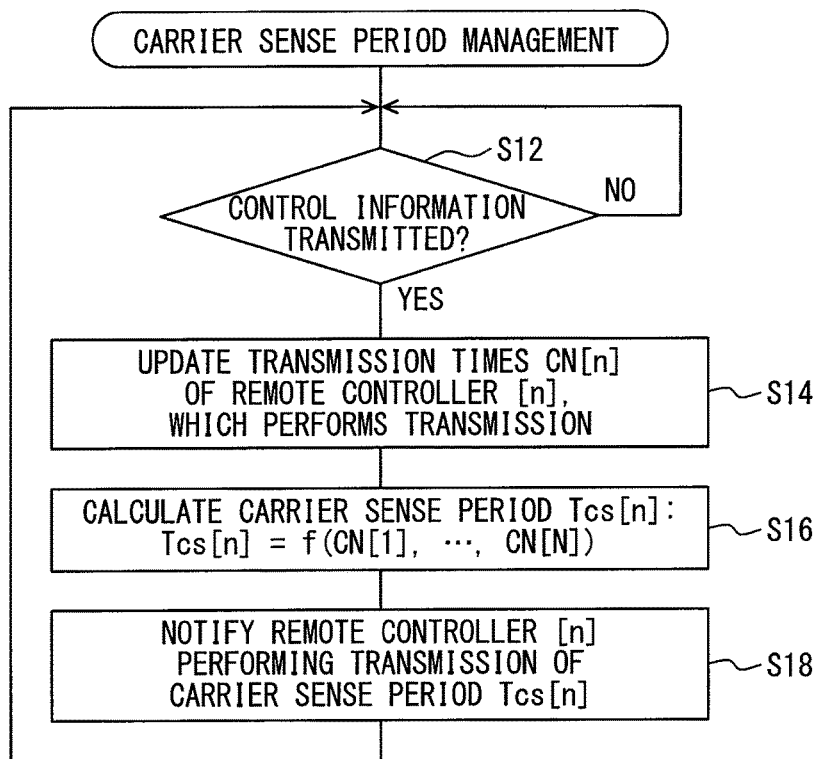 CARRIER SENSE PERIOD MANAGEMENT
S12
CONTROL INFORMATION
TRANSMITTED?
NO
YES
UPDATE TRANSMISSION TIMES CN[n]
OF REMOTE CONTROLLER [n],
WHICH PERFORMS TRANSMISSION
S14
CALCULATE CARRIER SENSE PERIOD Tcs[n]:
Tcs[n] = f(CN[1], ···, CN[N])
S16
NOTIFY REMOTE CONTROLLER [n]
PERFORMING TRANSMISSION OF
CARRIER SENSE PERIOD Tcs[n]
S18